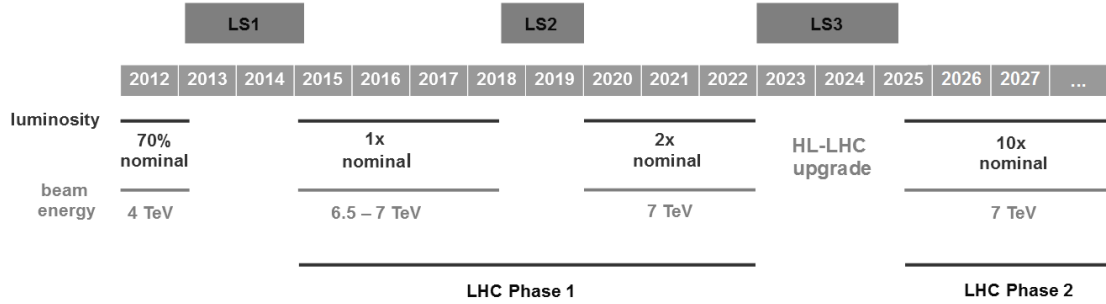 LS1 LS2 LS3
2012 2013 2014 2015 2016 2017 2018 2019 2020 2021 2022 2023 2024 2025 2026 2027 ...
luminosity
70% nominal
1x nominal
2x nominal
HL-LHC upgrade
10x nominal
beam energy
4 TeV
6.5 – 7 TeV
7 TeV
7 TeV
LHC Phase 1
LHC Phase 2